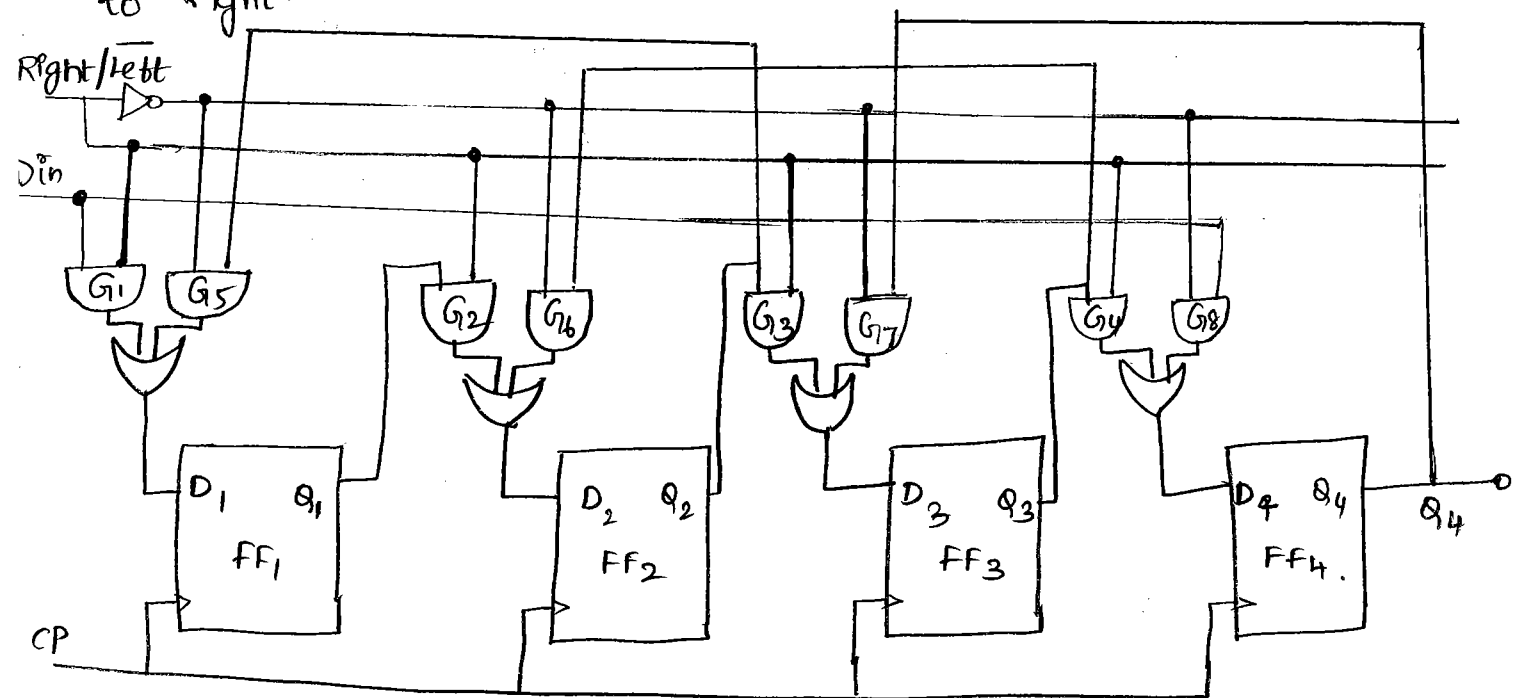 to Right
Right/Left
Din
G1 G5 G2 G6 G3 G7 G4 G8
D1 Q1 D2 Q2 D3 Q3 D4 Q4 Q4
FF1 FF2 FF3 FF4.
CP